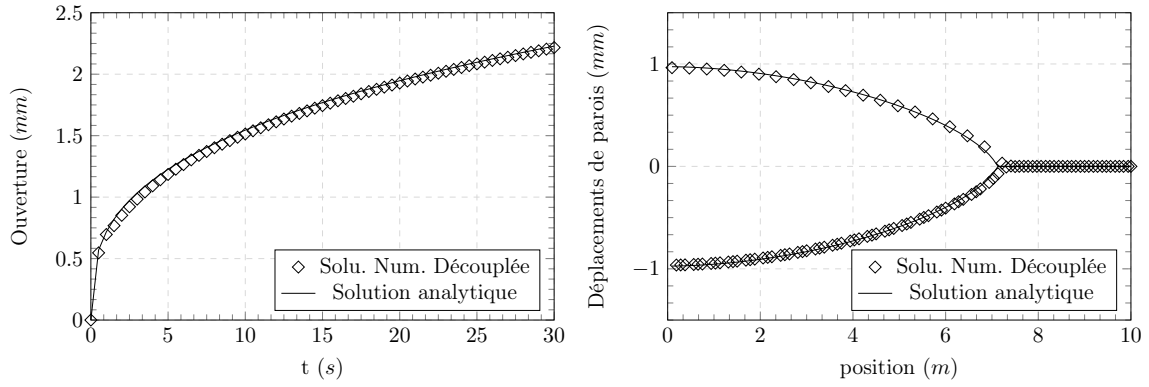 Ouverture (mm)
2.5
2
1.5
1
0.5
0
0 5 10 15 20 25 30
t (s)
Solu. Num. Découplée
Solution analytique
Déplacements de parois (mm)
1
0
−1
0 2 4 6 8 10
position (m)
Solu. Num. Découplée
Solution analytique